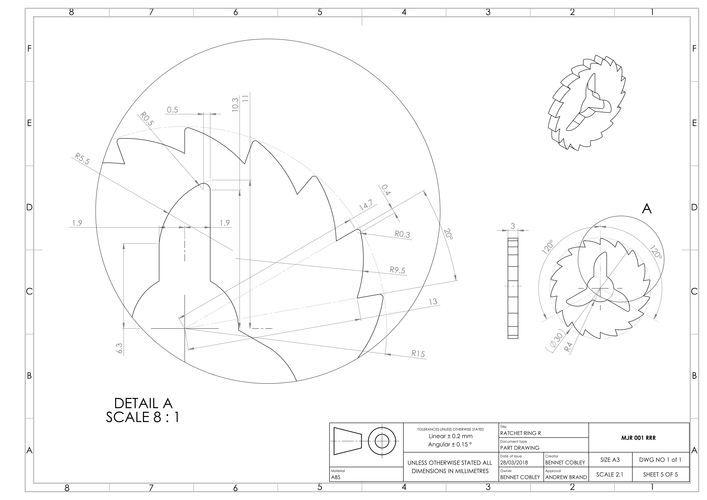 8 7 6 5 4 3 2 1
F F
E E
D D
C C
B B
A A
0.5
10.3
11
R0.5
R5.5
1.9
1.9
14.7
0.4
20°
R0.3
R9.5
13
R15
6.3
3
A
120°
120°
(Ø30)
R4
DETAIL A
SCALE 8 : 1
TOLERANCES UNLESS OTHERWISE STATED
Linear ± 0.2 mm
Angular ± 0.15 °
UNLESS OTHERWISE STATED ALL
DIMENSIONS IN MILLIMETRES
Material
ABS
Title
RATCHET RING R
Document type
PART DRAWING
Date of issue
28/03/2018
Creator
BENNET COBLEY
Owner
BENNET COBLEY
Approved
ANDREW BRAND
MJR 001 RRR
SIZE A3
DWG NO 1 of 1
SCALE 2:1
SHEET 5 OF 5
8 7 6 5 4 3 2 1